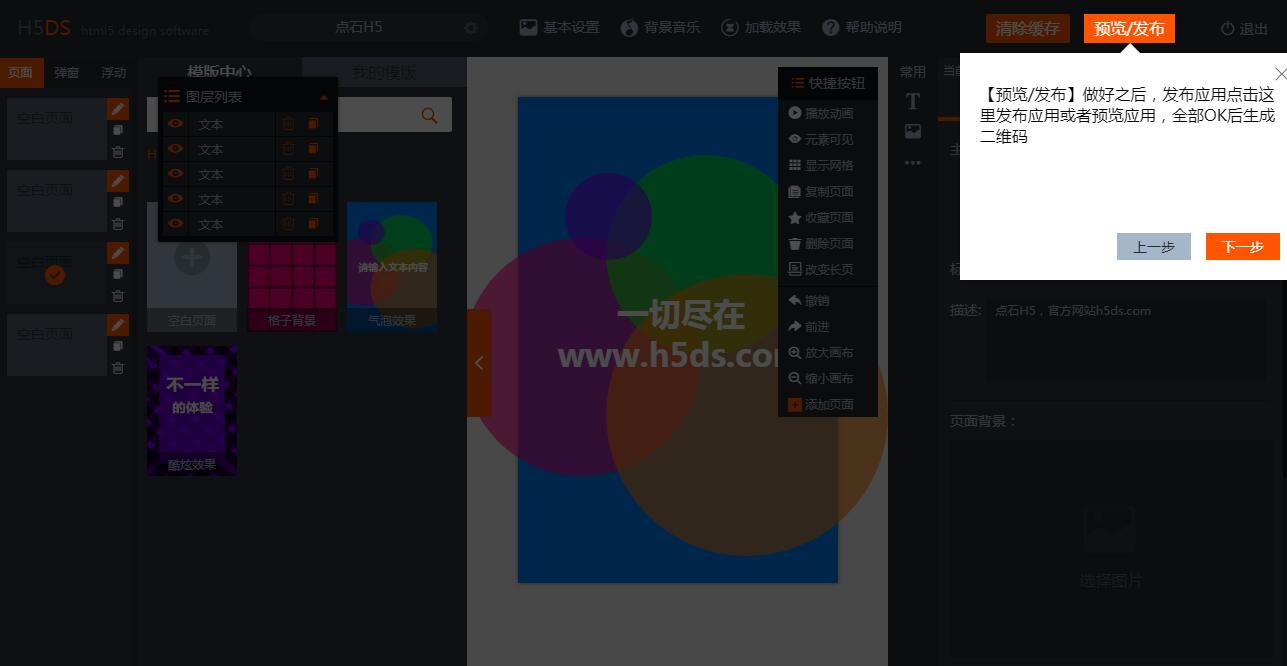 H5DS html5 design software
点石H5
基本设置
背景音乐
加载效果
帮助说明
清除缓存
预览/发布
退出
页面
弹窗
浮动
空白页面
空白页面
空白页面
空白页面
模版中心
我的模版
图层列表
文本
文本
文本
文本
文本
H
空白页面
格子背景
请输入文本内容
气泡效果
不一样
的体验
酷炫效果
一切尽在
www.h5ds.com
快捷按钮
播放动画
元素可见
显示网格
复制页面
收藏页面
删除页面
改变长页
撤销
前进
放大画布
缩小画布
添加页面
常用
T
当前
主
【预览/发布】做好之后，发布应用点击这
里发布应用或者预览应用，全部OK后生成
二维码
上一步
下一步
描述:
点石H5，官方网站h5ds.com
页面背景：
选择图片